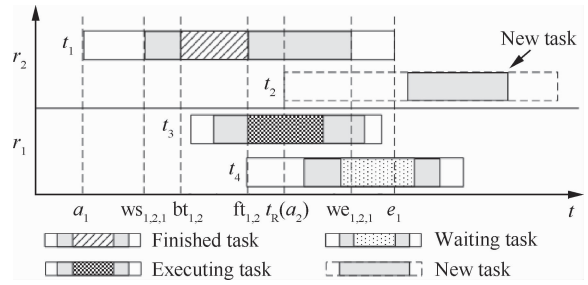 New task
r₂
t₁
t₂
r₁
t₃
t₄
a₁ ws₁,₂,₁ bt₁,₂ ft₁,₂ t_R(a₂) we₁,₂,₁ e₁ t
Finished task Waiting task
Executing task New task